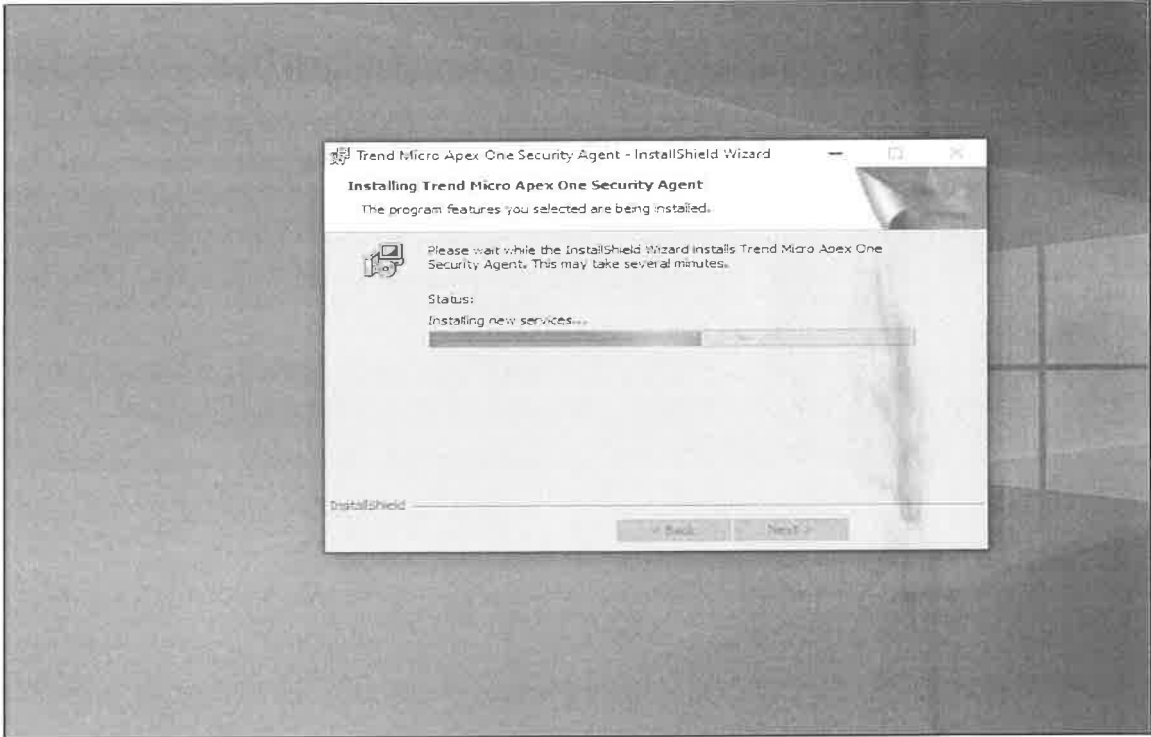 Trend Micro Apex One Security Agent - InstallShield Wizard
Installing Trend Micro Apex One Security Agent
The program features you selected are being installed.
Please wait while the InstallShield Wizard installs Trend Micro Apex One
Security Agent. This may take several minutes.
Status:
Installing new services...
InstallShield
< Back Next >